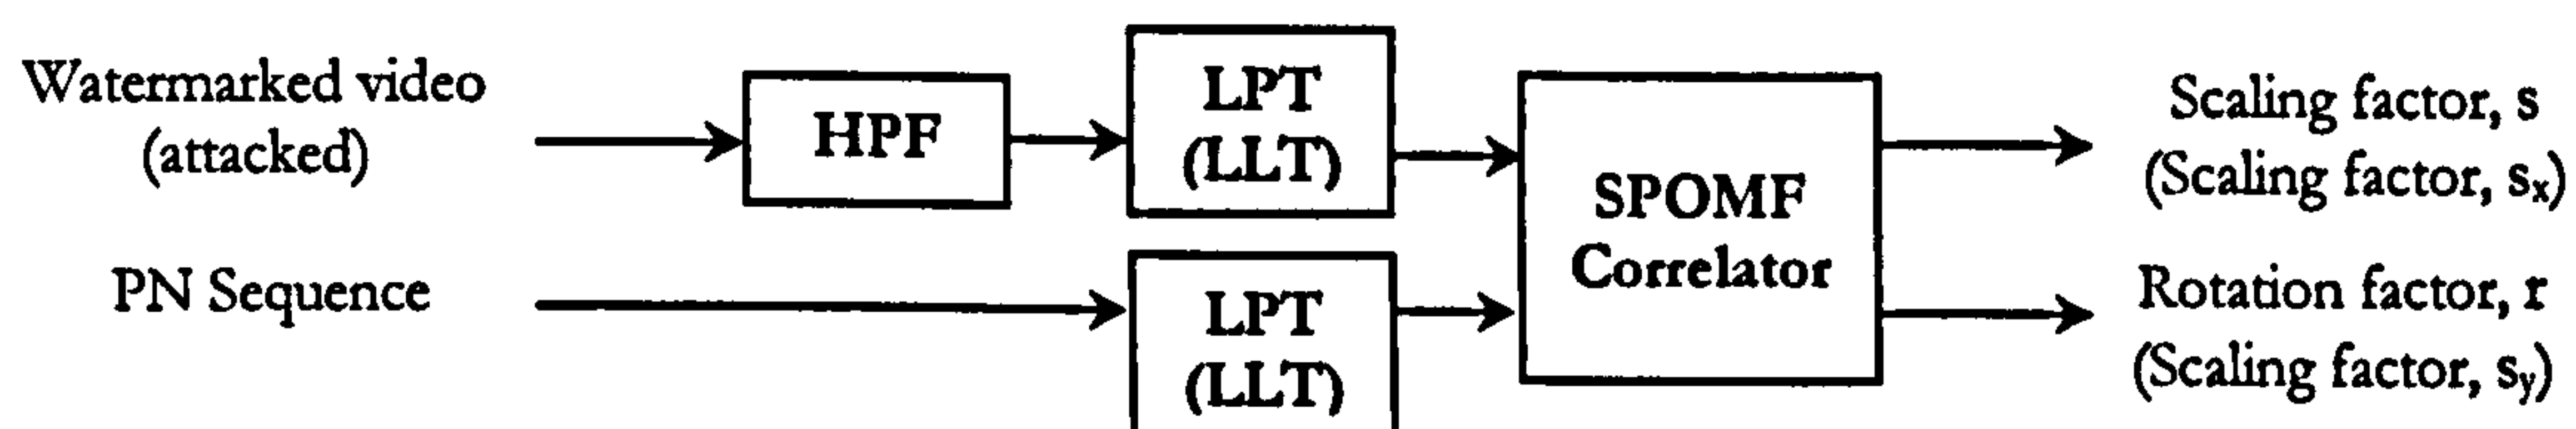 Watermarked video
(attacked)
HPF
LPT
(LLT)
SPOMF
Correlator
Scaling factor, s
(Scaling factor, sₓ)
PN Sequence
LPT
(LLT)
Rotation factor, r
(Scaling factor, sᵧ)